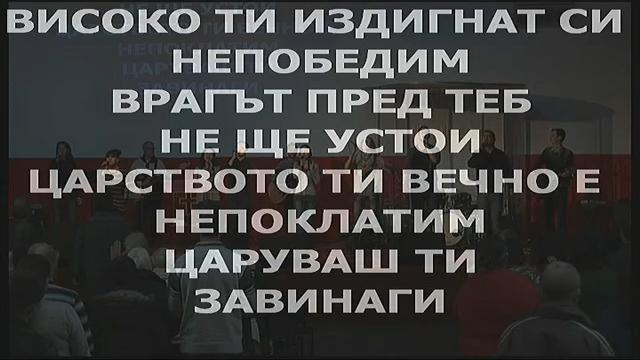 ВИСОКО ТИ ИЗДИГНАТ СИ
НЕПОБЕДИМ
ВРАГЪТ ПРЕД ТЕБ
НЕ ЩЕ УСТОИ
ЦАРСТВОТО ТИ ВЕЧНО Е
НЕПОКЛАТИМ
ЦАРУВАШ ТИ
ЗАВИНАГИ